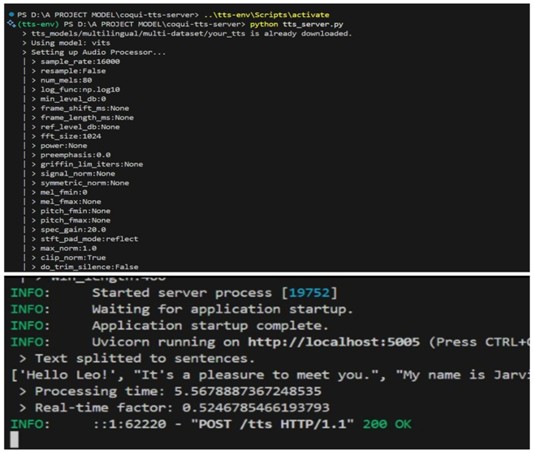 PS D:\A PROJECT MODEL\coqui-tts-server> ..\tts-env\Scripts\activate
(tts-env) PS D:\A PROJECT MODEL\coqui-tts-server> python tts_server.py
> tts_models/multilingual/multi-dataset/your_tts is already downloaded.
> Using model: vits
> Setting up Audio Processor...
| > sample_rate:16000
| > resample:False
| > num_mels:80
| > log_func:np.log10
| > min_level_db:0
| > frame_shift_ms:None
| > frame_length_ms:None
| > ref_level_db:None
| > fft_size:1024
| > power:None
| > preemphasis:0.0
| > griffin_lim_iters:None
| > signal_norm:None
| > symmetric_norm:None
| > mel_fmin:0
| > mel_fmax:None
| > pitch_fmin:None
| > pitch_fmax:None
| > spec_gain:20.0
| > stft_pad_mode:reflect
| > max_norm:1.0
| > clip_norm:True
| > do_trim_silence:False
INFO: Started server process [19752]
INFO: Waiting for application startup.
INFO: Application startup complete.
INFO: Uvicorn running on http://localhost:5005 (Press CTRL+C
> Text splitted to sentences.
['Hello Leo!', "It's a pleasure to meet you.", "My name is Jarvi
> Processing time: 5.5678887367248535
> Real-time factor: 0.5246785466193793
INFO: ::1:62220 - "POST /tts HTTP/1.1" 200 OK